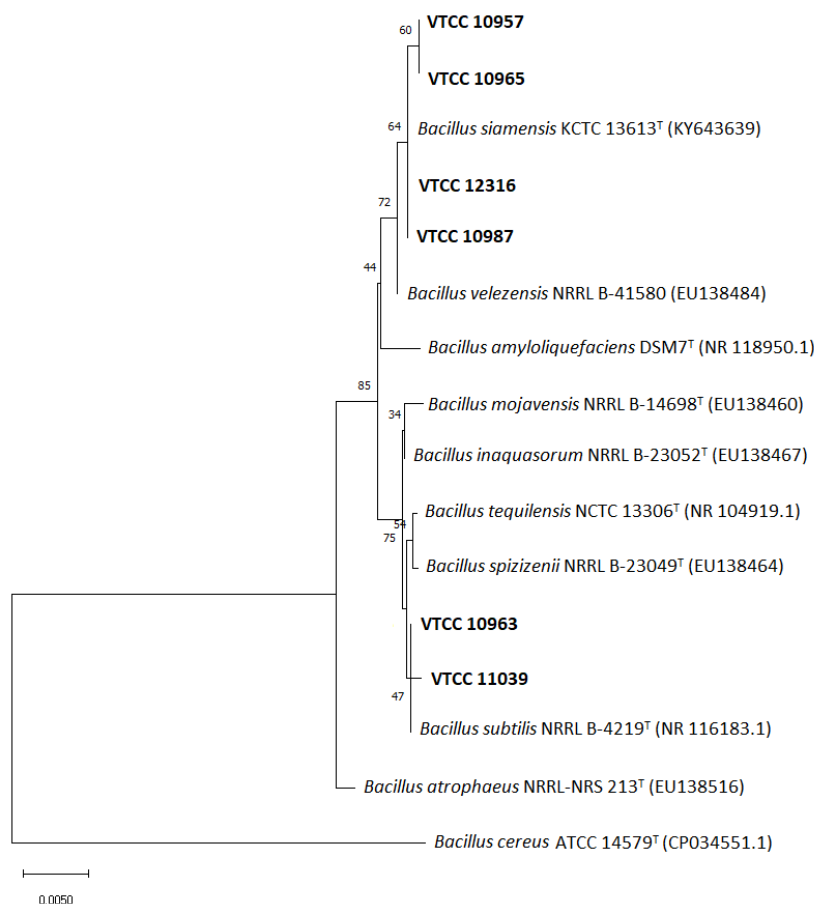 60
VTCC 10957
VTCC 10965
64
Bacillus siamensis KCTC 13613ᵀ (KY643639)
VTCC 12316
72
VTCC 10987
44
Bacillus velezensis NRRL B-41580 (EU138484)
Bacillus amyloliquefaciens DSM7ᵀ (NR 118950.1)
85
34
Bacillus mojavensis NRRL B-14698ᵀ (EU138460)
Bacillus inaquasorum NRRL B-23052ᵀ (EU138467)
Bacillus tequilensis NCTC 13306ᵀ (NR 104919.1)
54
75
Bacillus spizizenii NRRL B-23049ᵀ (EU138464)
VTCC 10963
VTCC 11039
47
Bacillus subtilis NRRL B-4219ᵀ (NR 116183.1)
Bacillus atrophaeus NRRL-NRS 213ᵀ (EU138516)
Bacillus cereus ATCC 14579ᵀ (CP034551.1)
0.0050